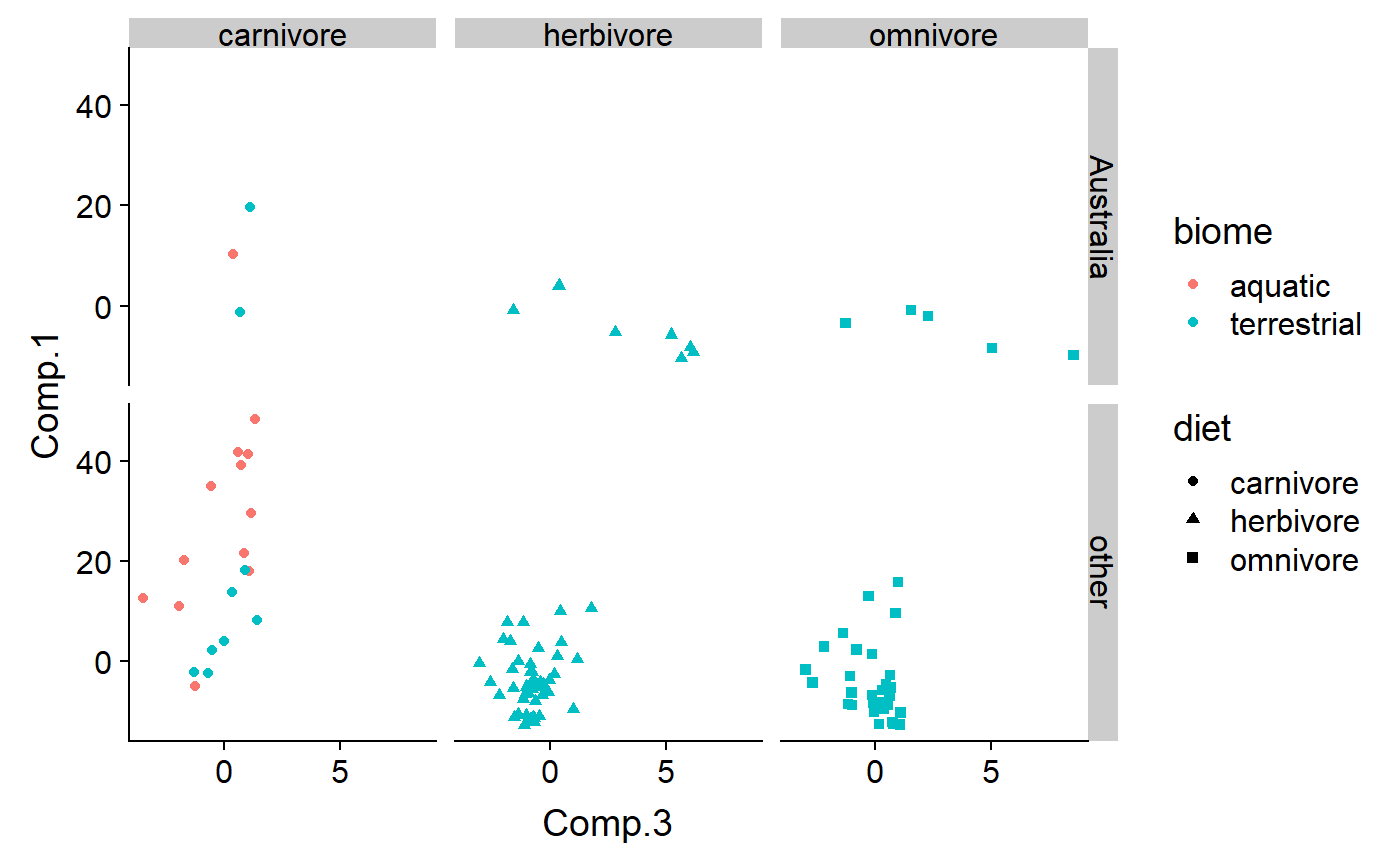 carnivore herbivore omnivore
40
20
0
Australia
40
20
0
other
Comp.1
0 5 0 5 0 5
Comp.3
biome
aquatic
terrestrial
diet
carnivore
herbivore
omnivore